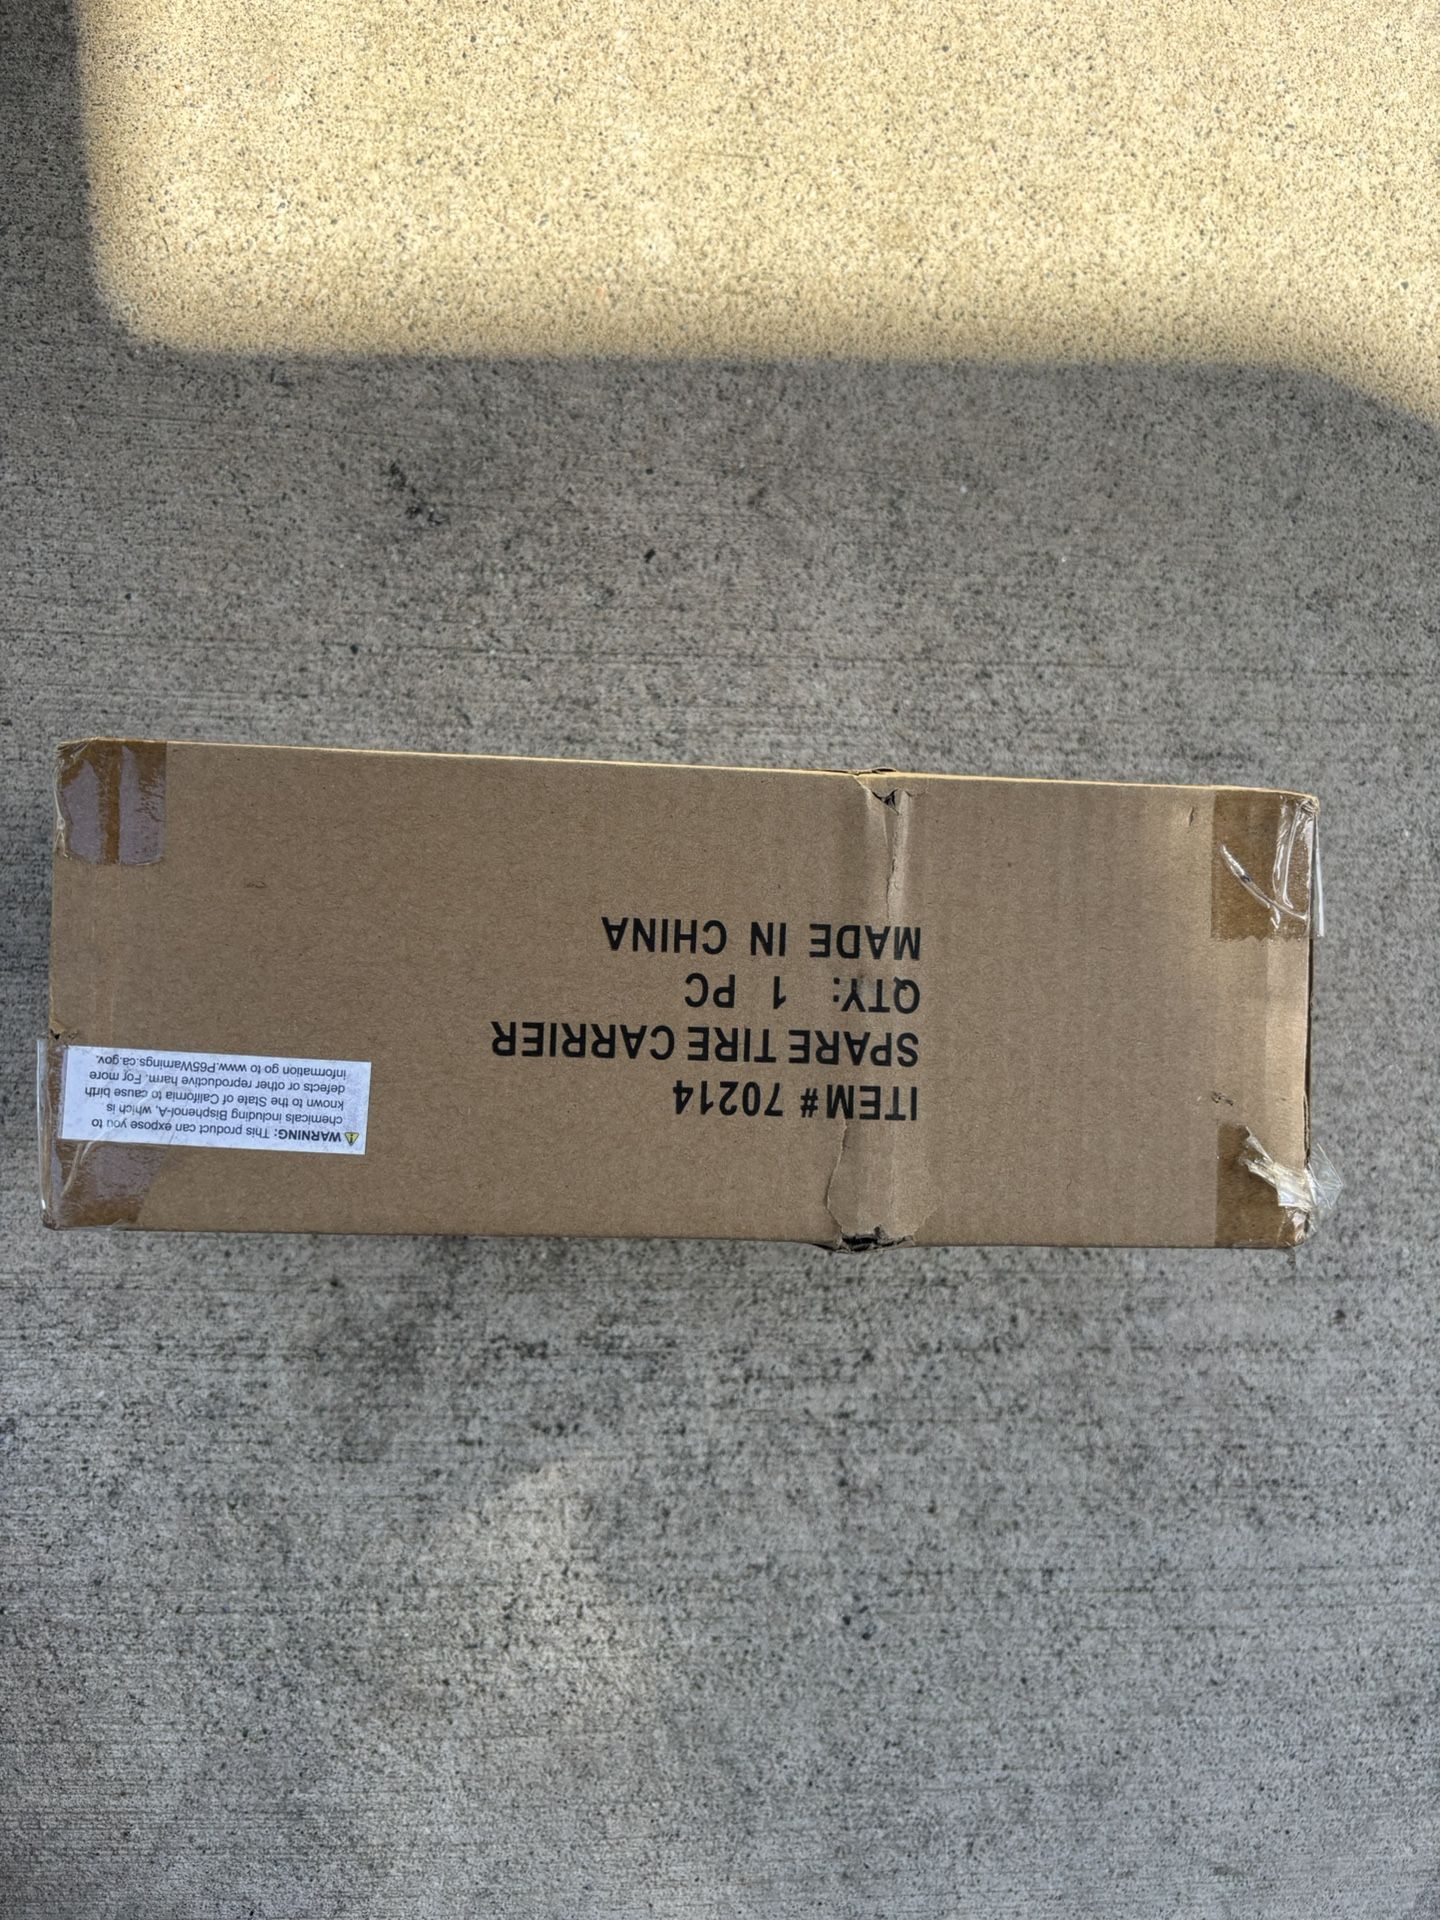 ITEM# 70214
SPARE TIRE CARRIER
QTY: 1 PC
MADE IN CHINA
⚠WARNING: This product can expose you to
chemicals including Bisphenol-A, which is
known to the State of California to cause birth
defects or other reproductive harm. For more
information go to www.P65Warnings.ca.gov.